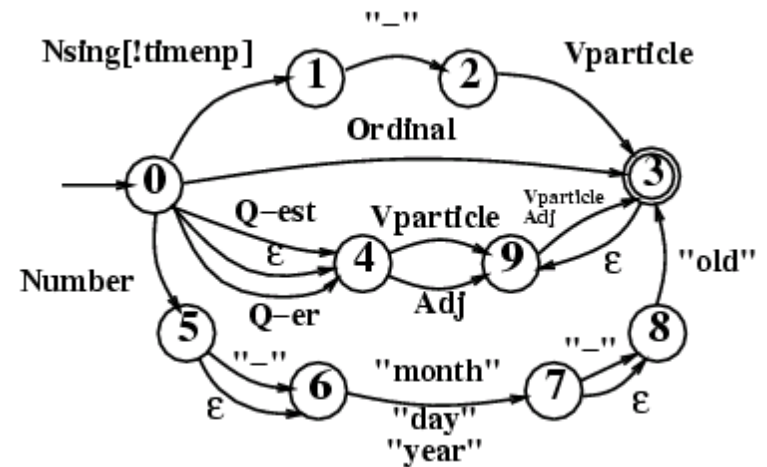 "_"
Nsing[!timenp]
1
2
Vparticle
Ordinal
0
3
Q-est
Vparticle
Vparticle
Adj
ε
4
9
ε
"old"
Number
Q-er
Adj
5
"_"
6
"month"
7
"_"
8
ε
"day"
ε
"year"